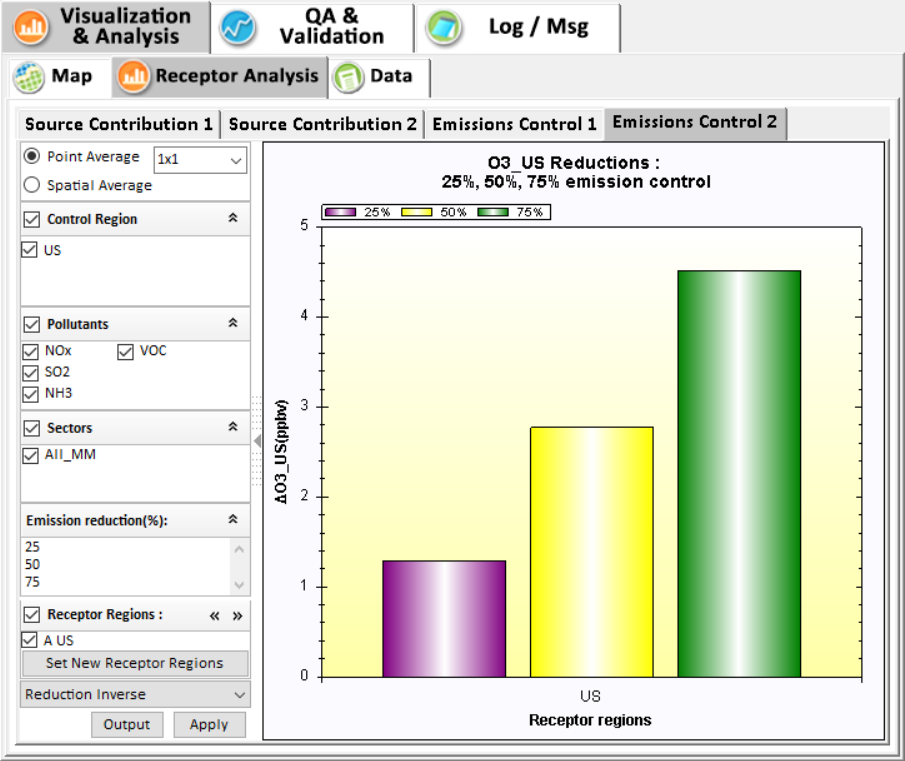 Visualization
& Analysis
QA &
Validation
Log / Msg
Map
Receptor Analysis
Data
Source Contribution 1
Source Contribution 2
Emissions Control 1
Emissions Control 2
Point Average
1x1
Spatial Average
Control Region
US
Pollutants
NOx
VOC
SO2
NH3
Sectors
All_MM
Emission reduction(%):
25
50
75
Receptor Regions :
A US
Set New Receptor Regions
Reduction Inverse
Output
Apply
O3_US Reductions :
25%, 50%, 75% emission control
25%
50%
75%
5
4
3
2
1
0
ΔO3_US(ppbv)
US
Receptor regions